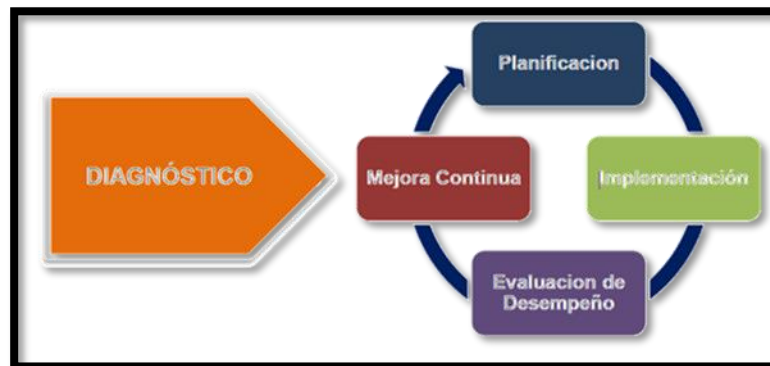 Planificacion
DIAGNÓSTICO
Mejora Continua
Implementación
Evaluacion de
Desempeño